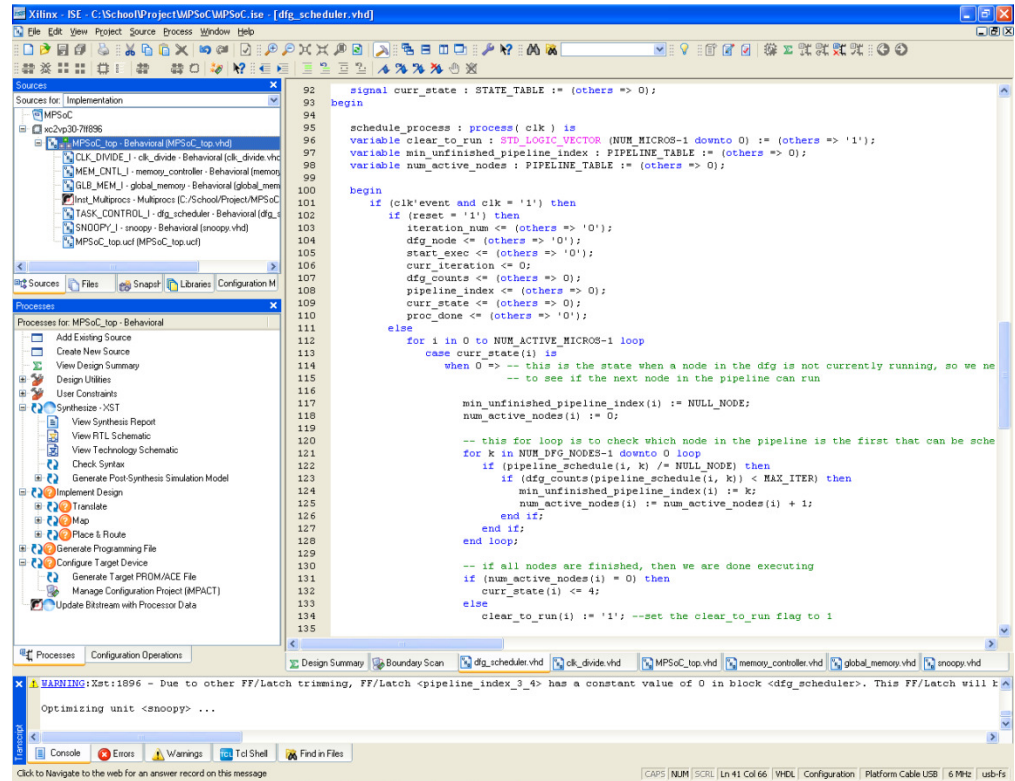 Xilinx - ISE - C:\School\Project\MPSoC\MPSoC.ise - [dfg_scheduler.vhd]
File Edit View Project Source Process Window Help
Sources
Sources for: Implementation
MPSoC
xc2vp30-7ff896
MPSoC_top - Behavioral (MPSoC_top.vhd)
CLK_DIVIDE_I - clk_divide - Behavioral (clk_divide.vhd
MEM_CNTL_I - memory_controller - Behavioral (memory
GLB_MEM_I - global_memory - Behavioral (global_mem
Inst_Multiprocs - Multiprocs (C:/School/Project/MPSoC
TASK_CONTROL_I - dfg_scheduler - Behavioral (dfg_s
SNOOPY_I - snoopy - Behavioral (snoopy.vhd)
MPSoC_top.ucf (MPSoC_top.ucf)
Sources Files Snapsh Libraries Configuration M
Processes
Processes for: MPSoC_top - Behavioral
Add Existing Source
Create New Source
View Design Summary
Design Utilities
User Constraints
Synthesize - XST
View Synthesis Report
View RTL Schematic
View Technology Schematic
Check Syntax
Generate Post-Synthesis Simulation Model
Implement Design
Translate
Map
Place & Route
Generate Programming File
Configure Target Device
Generate Target PROM/ACE File
Manage Configuration Project (iMPACT)
Update Bitstream with Processor Data
Processes Configuration Operations
92 signal curr_state : STATE_TABLE := (others => 0);
93 begin
94
95 schedule_process : process( clk ) is
96 variable clear_to_run : STD_LOGIC_VECTOR (NUM_MICROS-1 downto 0) := (others => '1');
97 variable min_unfinished_pipeline_index : PIPELINE_TABLE := (others => 0);
98 variable num_active_nodes : PIPELINE_TABLE := (others => 0);
99
100 begin
101 if (clk'event and clk = '1') then
102 if (reset = '1') then
103 iteration_num <= (others => '0');
104 dfg_node <= (others => '0');
105 start_exec <= (others => '0');
106 curr_iteration <= 0;
107 dfg_counts <= (others => 0);
108 pipeline_index <= (others => 0);
109 curr_state <= (others => 0);
110 proc_done <= (others => '0');
111 else
112 for i in 0 to NUM_ACTIVE_MICROS-1 loop
113 case curr_state(i) is
114 when 0 => -- this is the state when a node in the dfg is not currently running, so we ne
115 -- to see if the next node in the pipeline can run
116
117 min_unfinished_pipeline_index(i) := NULL_NODE;
118 num_active_nodes(i) := 0;
119
120 -- this for loop is to check which node in the pipeline is the first that can be sche
121 for k in NUM_DFG_NODES-1 downto 0 loop
122 if (pipeline_schedule(i, k) /= NULL_NODE) then
123 if (dfg_counts(pipeline_schedule(i, k)) < MAX_ITER) then
124 min_unfinished_pipeline_index(i) := k;
125 num_active_nodes(i) := num_active_nodes(i) + 1;
126 end if;
127 end if;
128 end loop;
129
130 -- if all nodes are finished, then we are done executing
131 if (num_active_nodes(i) = 0) then
132 curr_state(i) <= 4;
133 else
134 clear_to_run(i) := '1'; --set the clear_to_run flag to 1
135
Design Summary Boundary Scan dfg_scheduler.vhd clk_divide.vhd MPSoC_top.vhd memory_controller.vhd global_memory.vhd snoopy.vhd
WARNING:Xst:1896 - Due to other FF/Latch trimming, FF/Latch <pipeline_index_3_4> has a constant value of 0 in block <dfg_scheduler>. This FF/Latch will
Optimizing unit <snoopy> ...
Transcript
Console Errors Warnings TCL Tcl Shell Find in Files
Click to Navigate to the web for an answer record on this message CAPS NUM SCRL Ln 41 Col 66 VHDL Configuration Platform Cable USB 6 MHz usb-fs